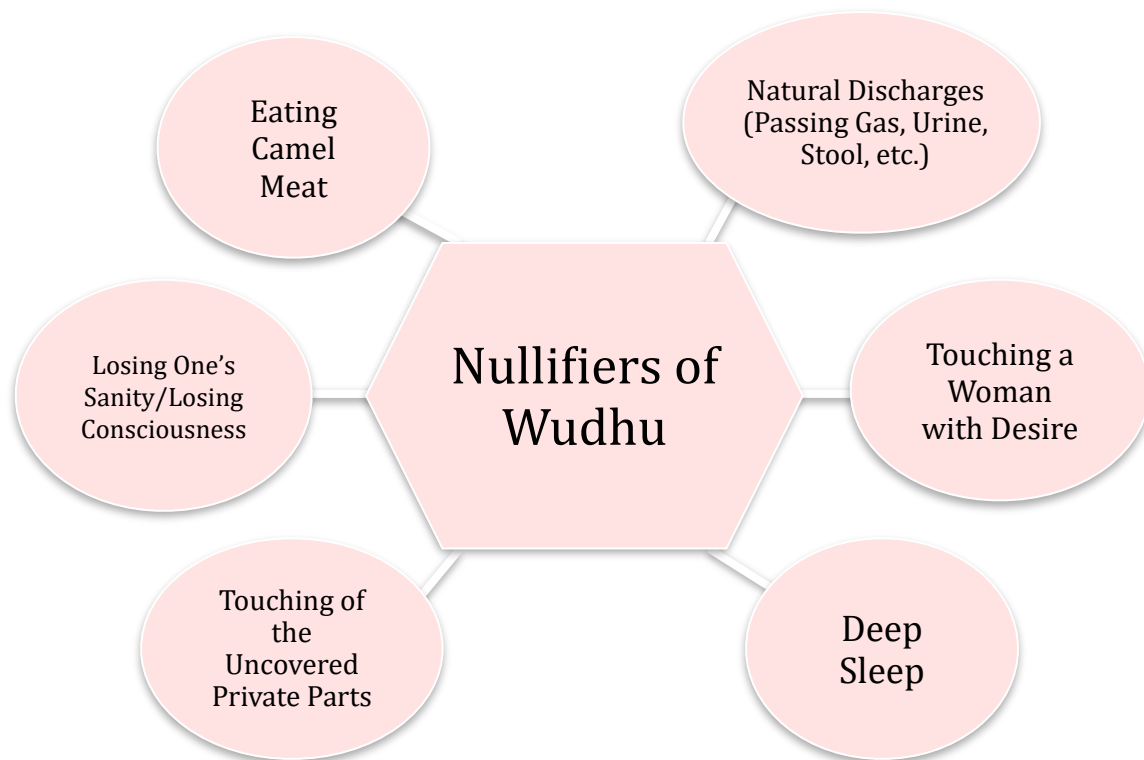 Eating
Camel
Meat
Natural Discharges
(Passing Gas, Urine,
Stool, etc.)
Losing One’s
Sanity/Losing
Consciousness
Nullifiers of
Wudhu
Touching a
Woman
with Desire
Touching of
the
Uncovered
Private Parts
Deep
Sleep